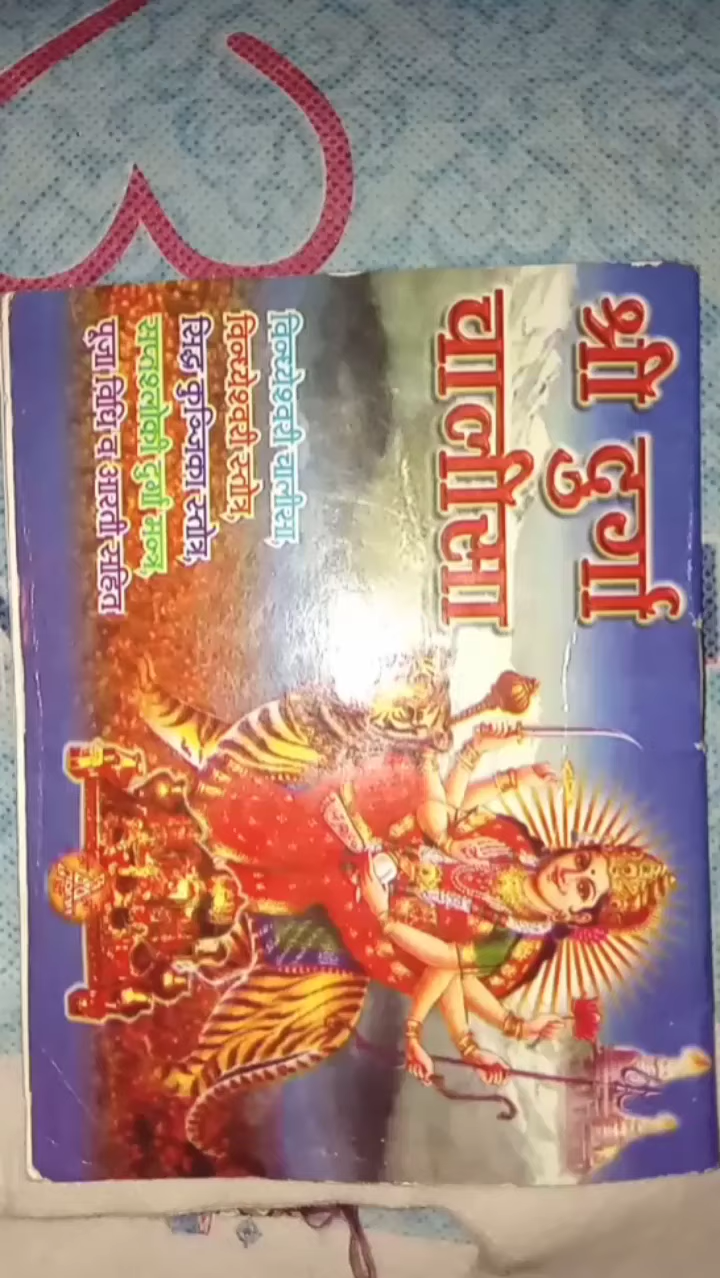 श्री दुर्गा
चालीसा
विन्ध्येश्वरी चालीसा,
विन्ध्येश्वरी स्तोत्र,
सिद्ध कुञ्जिका स्तोत्र,
सप्तश्लोकी दुर्गा मन्त्र,
पूजा विधि व आरती सहित